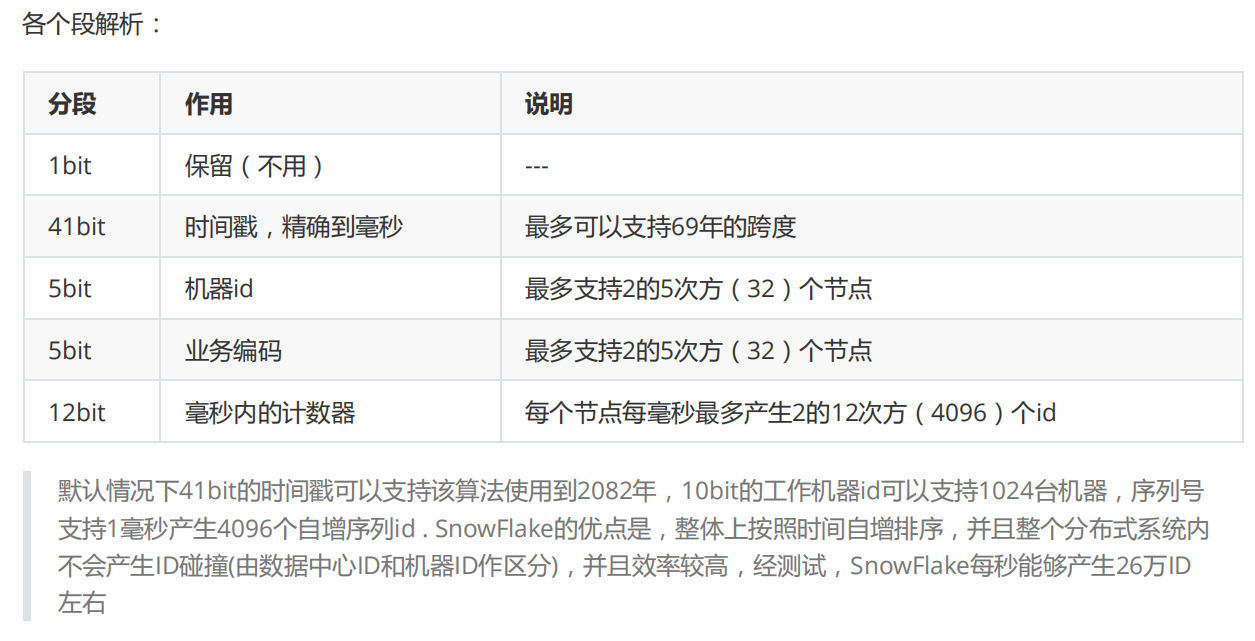 各个段解析：
分段 作用 说明
1bit 保留（不用） ---
41bit 时间戳，精确到毫秒 最多可以支持69年的跨度
5bit 机器id 最多支持2的5次方（32）个节点
5bit 业务编码 最多支持2的5次方（32）个节点
12bit 毫秒内的计数器 每个节点每毫秒最多产生2的12次方（4096）个id
默认情况下41bit的时间戳可以支持该算法使用到2082年，10bit的工作机器id可以支持1024台机器，序列号
支持1毫秒产生4096个自增序列id . SnowFlake的优点是，整体上按照时间自增排序，并且整个分布式系统内
不会产生ID碰撞(由数据中心ID和机器ID作区分)，并且效率较高，经测试，SnowFlake每秒能够产生26万ID
左右